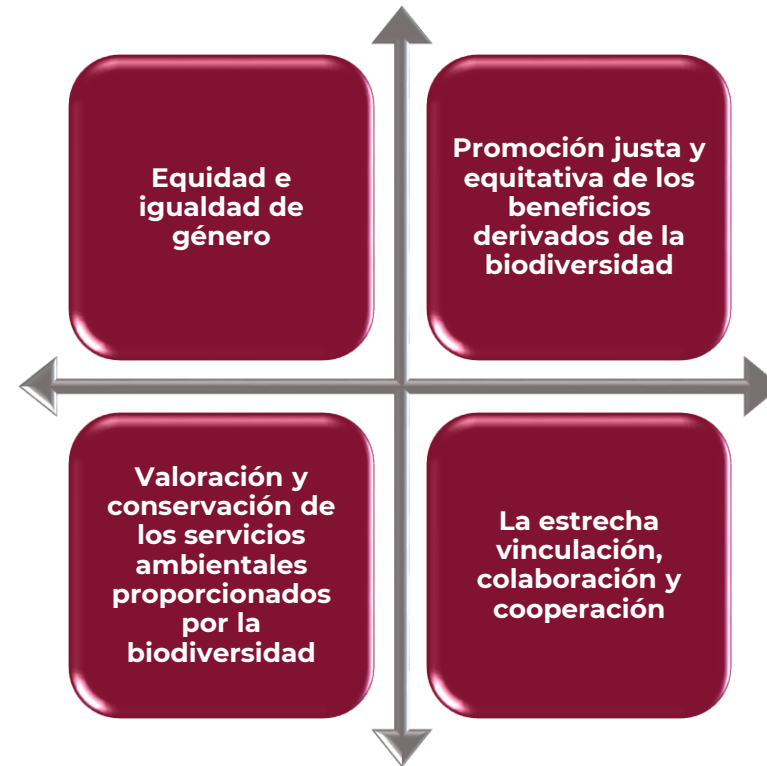 Equidad e
igualdad de
género
Promoción justa y
equitativa de los
beneficios
derivados de la
biodiversidad
Valoración y
conservación de
los servicios
ambientales
proporcionados
por la
biodiversidad
La estrecha
vinculación,
colaboración y
cooperación